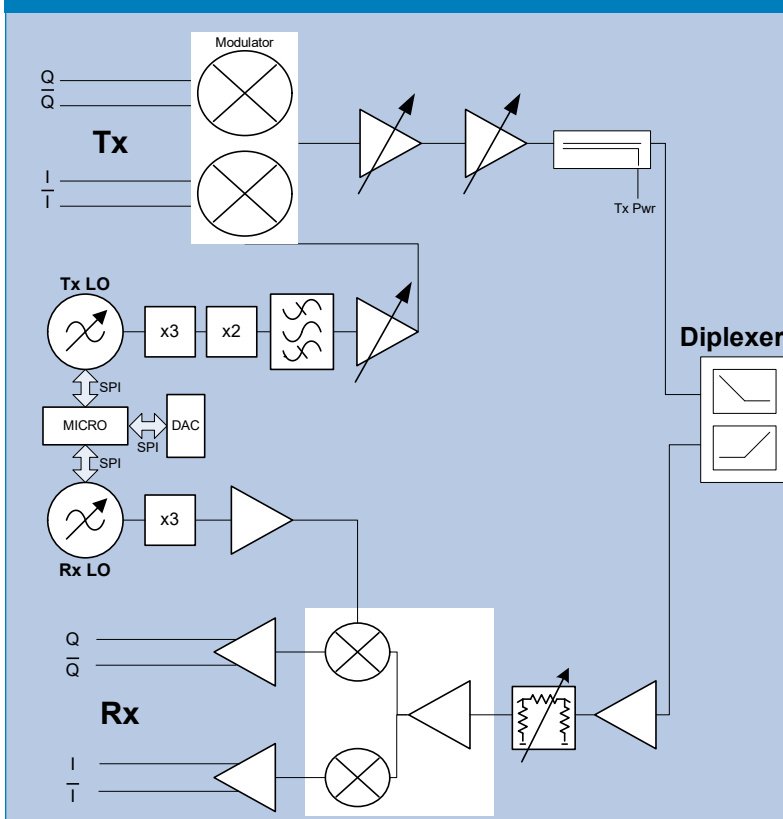 Modulator
Q
Q̅
Tx
I
I̅
Tx Pwr
Tx LO
x3
x2
Diplexer
SPI
MICRO
DAC
SPI
SPI
x3
Rx LO
Q
Q̅
Rx
I
I̅